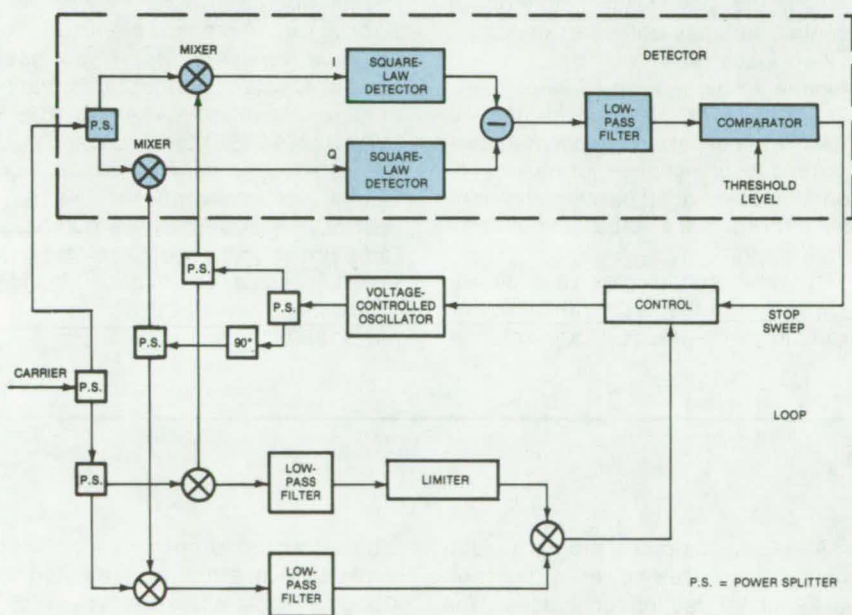 MIXER
DETECTOR
I
SQUARE-
LAW
DETECTOR
P.S.
MIXER
LOW-
PASS
FILTER
COMPARATOR
Q
SQUARE-
LAW
DETECTOR
THRESHOLD
LEVEL
P.S.
P.S.
VOLTAGE-
CONTROLLED
OSCILLATOR
CONTROL
STOP
SWEEP
P.S.
90°
CARRIER
P.S.
LOOP
P.S.
LOW-
PASS
FILTER
LIMITER
LOW-
PASS
FILTER
P.S. = POWER SPLITTER